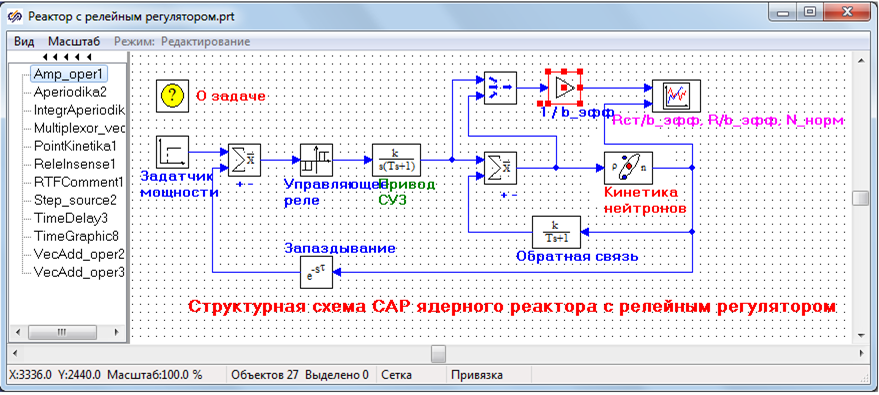 Реактор с релейным регулятором.prt
Вид Масштаб Режим: Редактирование
Amp_oper1
Aperiodika2
IntegrAperiodik
Multiplexor_vec
PointKinetika1
ReleInsense1
RTFComment1
Step_source2
TimeDelay3
TimeGraphic8
VecAdd_oper2
VecAdd_oper3
? О задаче
1 / b_эфф
Rст/b_эфф, R/b_эфф, N_норм
Задатчик
мощности
x
+ -
Управляющее
реле
k
s(Ts+1)
Привод
СУЗ
x
+ -
ρ n
Кинетика
нейтронов
k
Ts+1
Обратная связь
Запаздывание
e^-sτ
Структурная схема САР ядерного реактора с релейным регулятором
X:3336.0 Y:2440.0 Масштаб:100.0 % Объектов 27 Выделено 0 Сетка Привязка